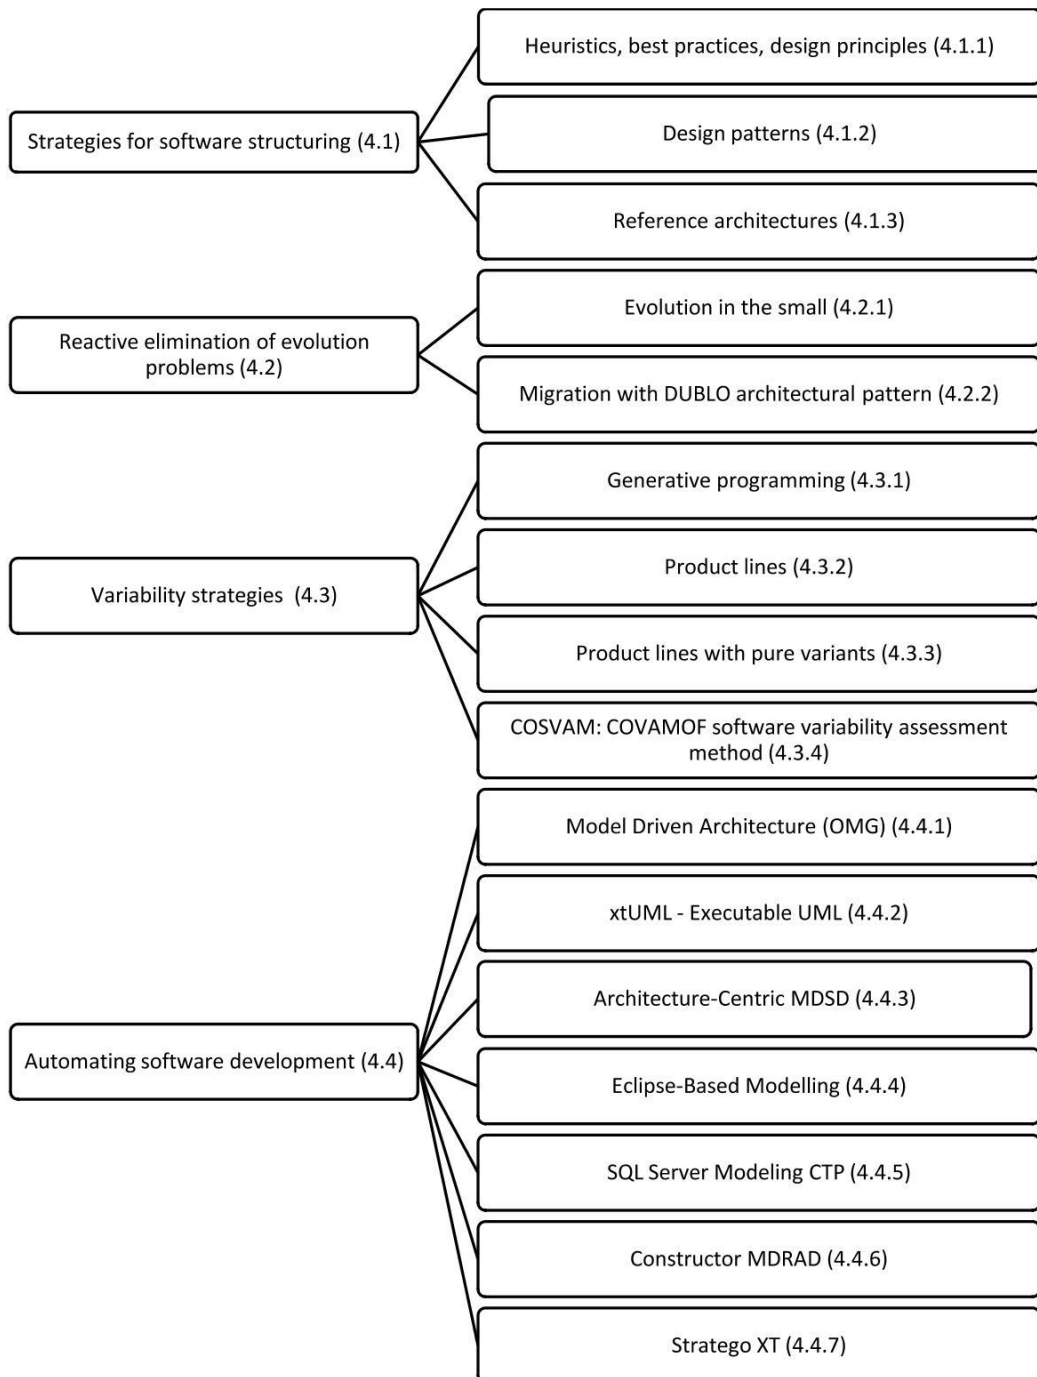 Strategies for software structuring (4.1)
Heuristics, best practices, design principles (4.1.1)
Design patterns (4.1.2)
Reference architectures (4.1.3)
Reactive elimination of evolution
problems (4.2)
Evolution in the small (4.2.1)
Migration with DUBLO architectural pattern (4.2.2)
Variability strategies  (4.3)
Generative programming (4.3.1)
Product lines (4.3.2)
Product lines with pure variants (4.3.3)
COSVAM: COVAMOF software variability assessment
method (4.3.4)
Automating software development (4.4)
Model Driven Architecture (OMG) (4.4.1)
xtUML - Executable UML (4.4.2)
Architecture-Centric MDSD (4.4.3)
Eclipse-Based Modelling (4.4.4)
SQL Server Modeling CTP (4.4.5)
Constructor MDRAD (4.4.6)
Stratego XT (4.4.7)